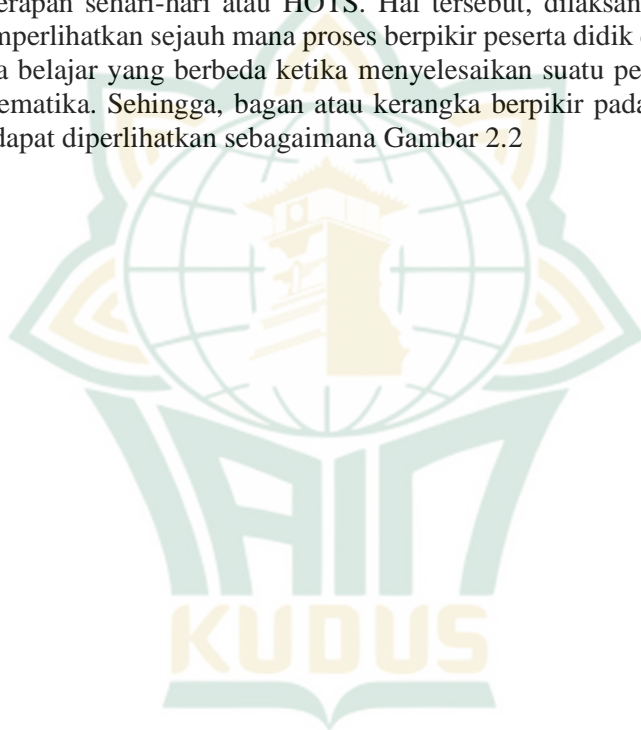 erapan sehari-hari atau HOTS. Hal tersebut, dilaksan
mperlihatkan sejauh mana proses berpikir peserta didik
a belajar yang berbeda ketika menyelesaikan suatu pe
ematika. Sehingga, bagan atau kerangka berpikir pada
dapat diperlihatkan sebagaimana Gambar 2.2
IAIN
KUDUS